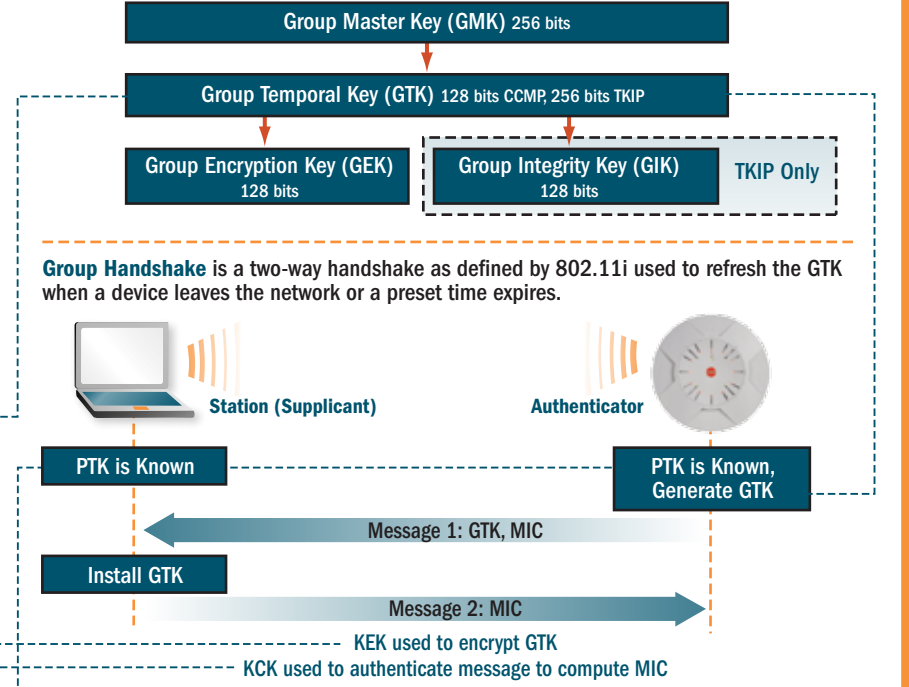 Group Master Key (GMK) 256 bits
Group Temporal Key (GTK) 128 bits CCMP, 256 bits TKIP
Group Encryption Key (GEK)
128 bits
Group Integrity Key (GIK)
128 bits
TKIP Only
Group Handshake is a two-way handshake as defined by 802.11i used to refresh the GTK
when a device leaves the network or a preset time expires.
Station (Supplicant)
Authenticator
PTK is Known
PTK is Known,
Generate GTK
Message 1: GTK, MIC
Install GTK
Message 2: MIC
KEK used to encrypt GTK
KCK used to authenticate message to compute MIC